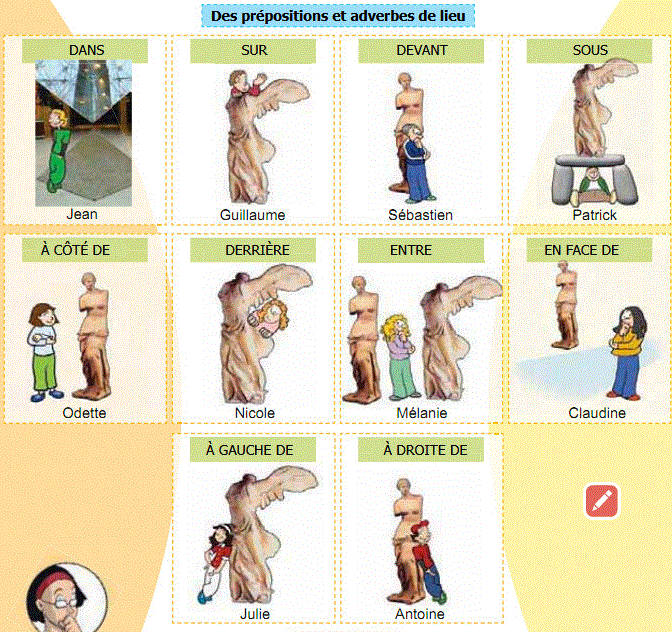 Des prépositions et adverbes de lieu
DANS
SUR
DEVANT
SOUS
Jean
Guillaume
Sébastien
Patrick
À CÔTÉ DE
DERRIÈRE
ENTRE
EN FACE DE
Odette
Nicole
Mélanie
Claudine
À GAUCHE DE
À DROITE DE
Julie
Antoine